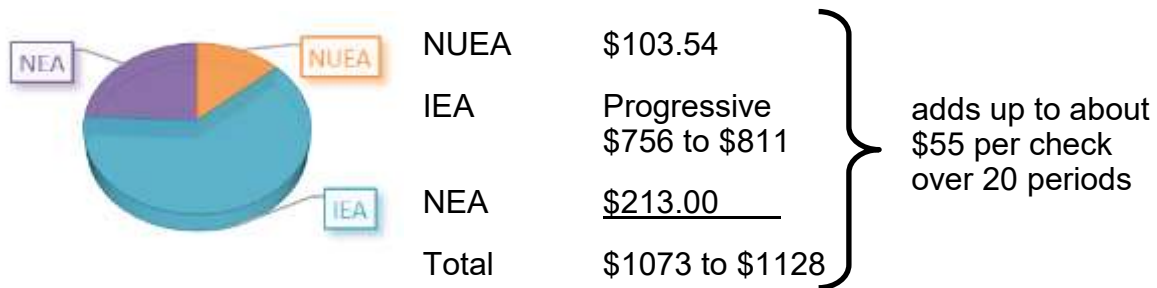 NEA
NUEA
IEA
NUEA $103.54
IEA Progressive
$756 to $811
NEA $213.00
Total $1073 to $1128
adds up to about
$55 per check
over 20 periods